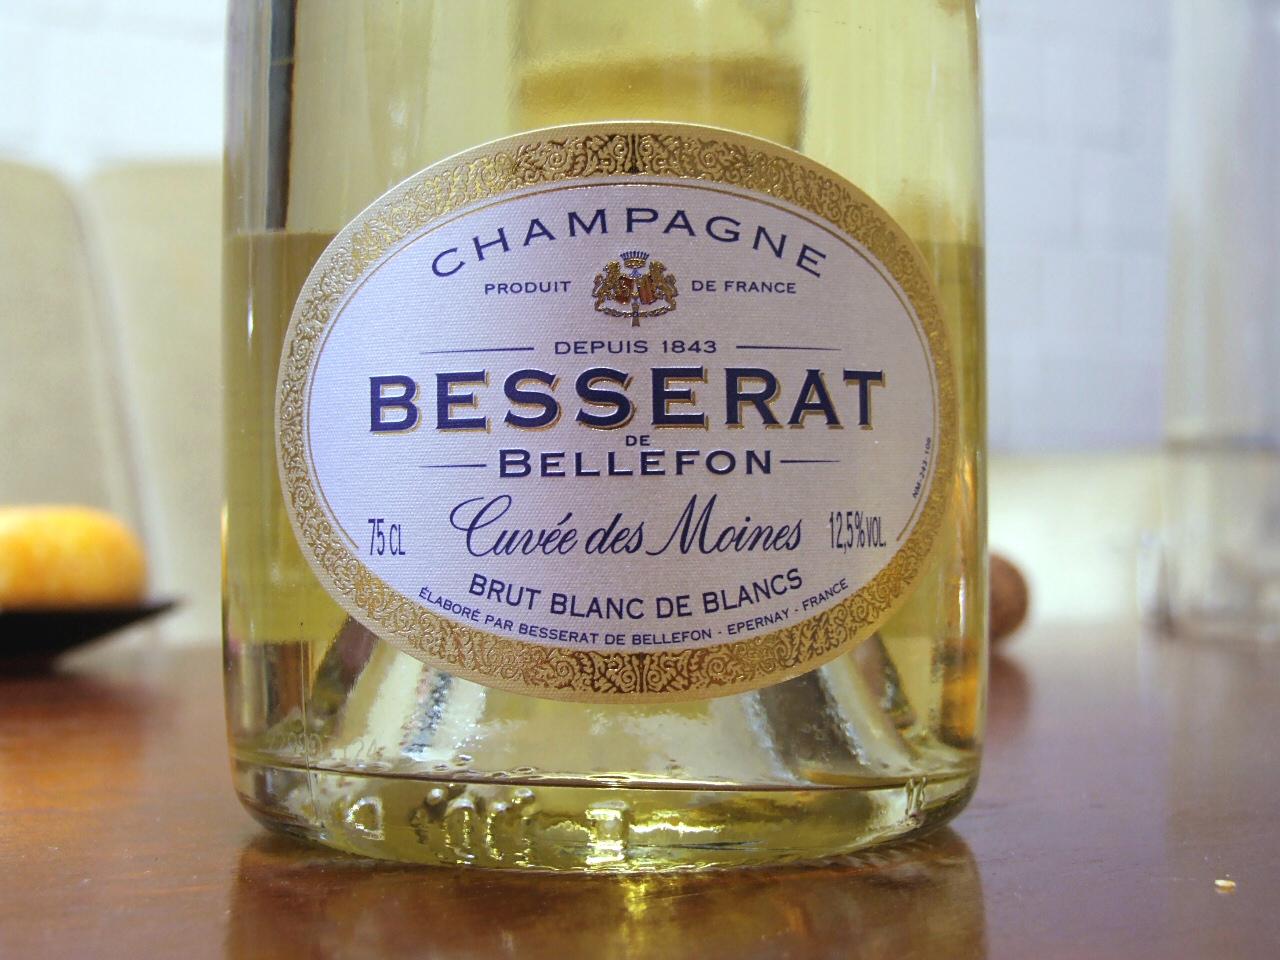 CHAMPAGNE
PRODUIT DE FRANCE
DEPUIS 1843
BESSERAT
DE
BELLEFON
Cuvée des Moines
75 CL 12,5% VOL.
BRUT BLANC DE BLANCS
ÉLABORÉ PAR BESSERAT DE BELLEFON - EPERNAY - FRANCE